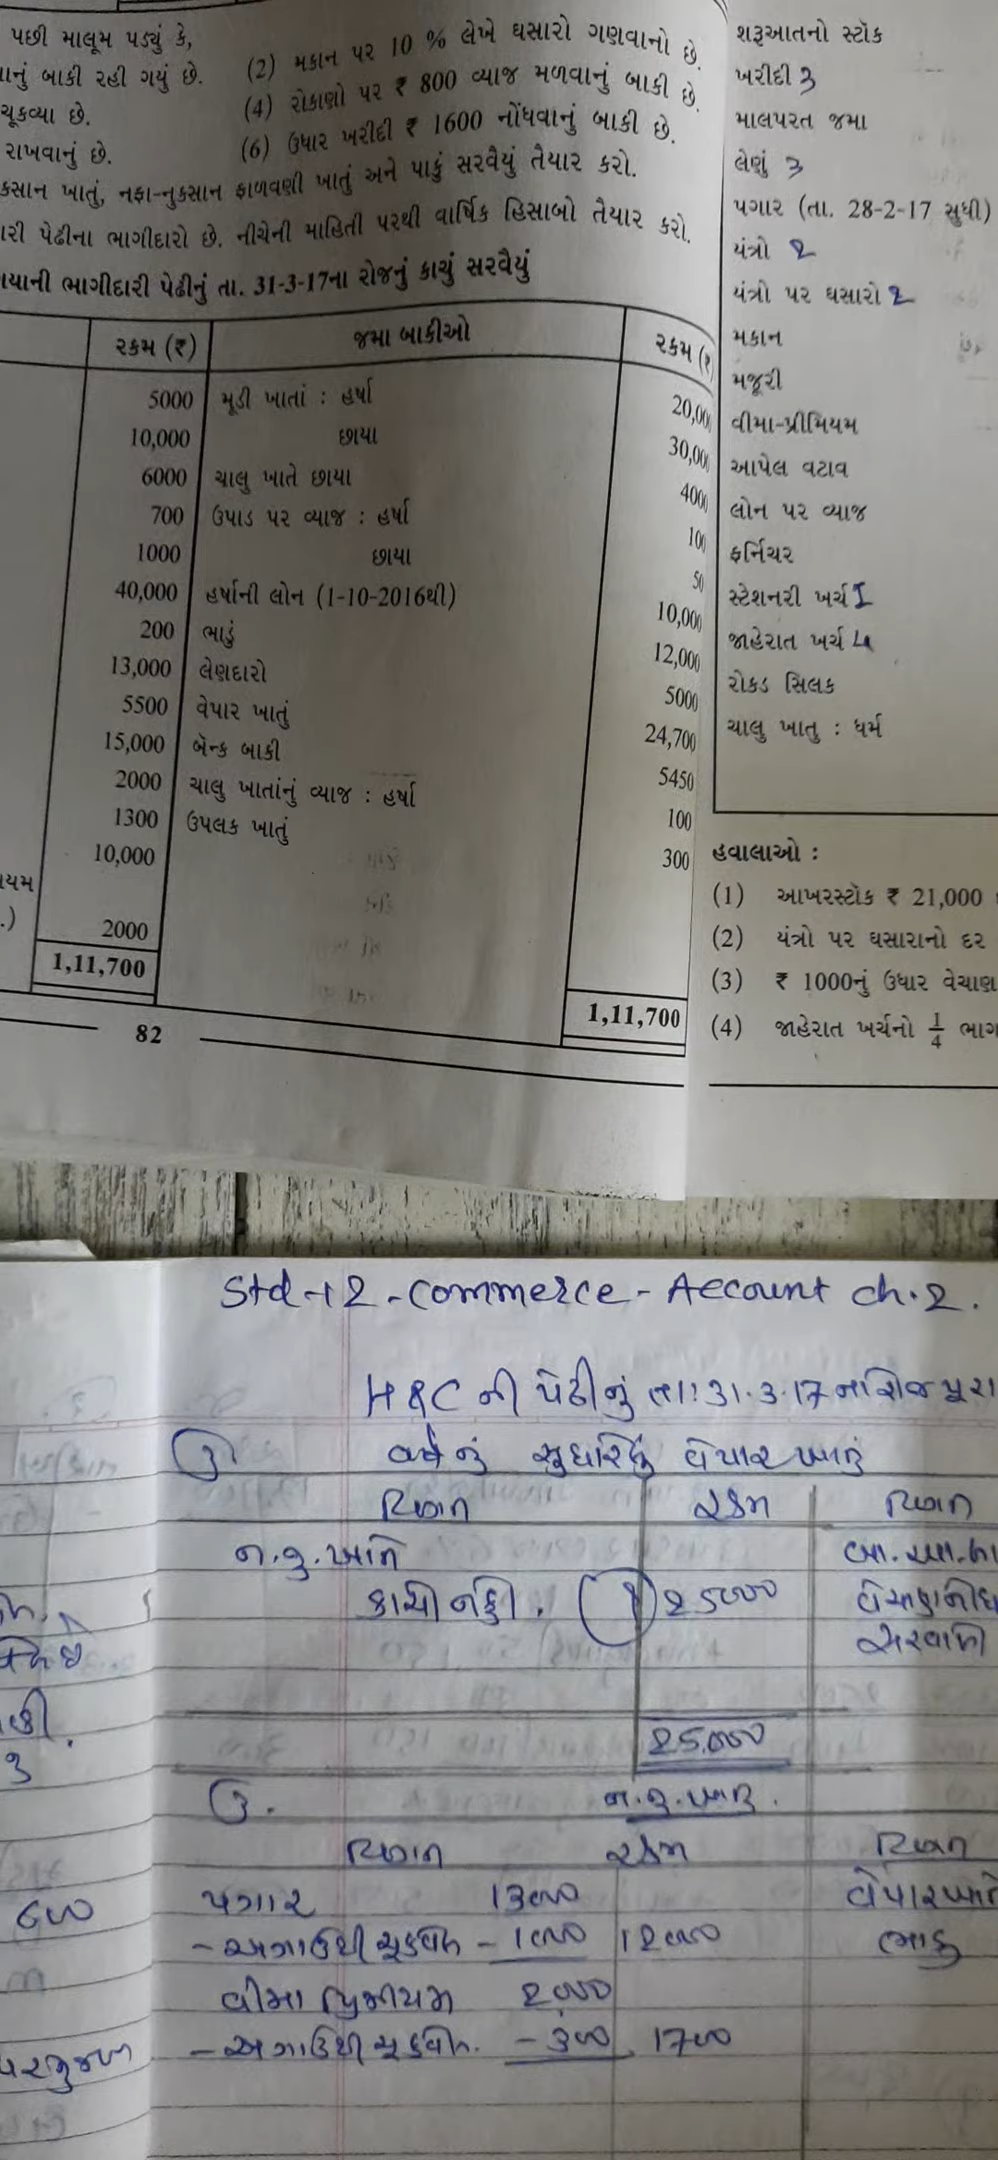 પછી માલૂમ પડ્યું કે,
બાકી રહી ગયું છે.
ચૂકવ્યા છે.
રાખવાનું છે.
(2) મકાન પર 10 % લેખે ઘસારો ગણવાનો છે.
(4) રોકાણો પર ₹ 800 વ્યાજ મળવાનું બાકી છે.
(6) ઉધાર ખરીદી ₹ 1600 નોંધવાનું બાકી છે.
ખાતું, નફા-નુકસાન ફાળવણી ખાતું અને પાકું સરવૈયું તૈયાર કરો.
પેઢીના ભાગીદારો છે. નીચેની માહિતી પરથી વાર્ષિક હિસાબો તૈયાર કરો.
ભાગીદારી પેઢીનું તા. 31-3-17ના રોજનું કાચું સરવૈયું
રકમ (₹) જમા બાકીઓ રકમ (₹)
5000 મૂડી ખાતાં : હર્ષા 20,000
10,000 છાયા 30,000
6000 ચાલુ ખાતે છાયા 4000
700 ઉપાડ પર વ્યાજ : હર્ષા 100
1000 છાયા 50
40,000 હર્ષાની લોન (1-10-2016થી) 10,000
200 ભાડું 12,000
13,000 લેણદારો 5000
5500 વેપાર ખાતું 24,700
15,000 બૅન્ક બાકી 5450
2000 ચાલુ ખાતાંનું વ્યાજ : હર્ષા 100
1300 ઉપલક ખાતું 300
10,000
2000
1,11,700 1,11,700
82
શરૂઆતનો સ્ટૉક
ખરીદી 3
માલપરત જમા
લેણું 3
પગાર (તા. 28-2-17 સુધી)
યંત્રો 2
યંત્રો પર ઘસારો 2
મકાન
મજૂરી
વીમા-પ્રીમિયમ
આપેલ વટાવ
લોન પર વ્યાજ
ફર્નિચર
સ્ટેશનરી ખર્ચ I
જાહેરાત ખર્ચ 4
રોકડ સિલક
ચાલુ ખાતુ : ધર્મ
હવાલાઓ :
(1) આખરસ્ટૉક ₹ 21,000
(2) યંત્રો પર ઘસારાનો દર
(3) ₹ 1000નું ઉધાર વેચાણ
(4) જાહેરાત ખર્ચનો 1/4 ભાગ
Std-12-Commerce-Account ch.2.
H&C ની પેઢીનું તા:31.3.17ના રોજ પૂરા
ઉ. વર્ષનું સુધારેલું વેપાર ખાતું
વિગત રકમ વિગત
ન.નુ.ખાતે બા.આ.લા
કાચો નફો. 25000
25,000
ઉ. ન.નુ.ખાતુ.
વિગત રકમ વિગત
પગાર 13000 વેપારખાતે
-અગાઉથી ચૂકવેલ -1000 12000 ભાડુ
વીમા પ્રિમીયમ 2,000
-અગાઉથી ચૂકવેલ. -300 1700